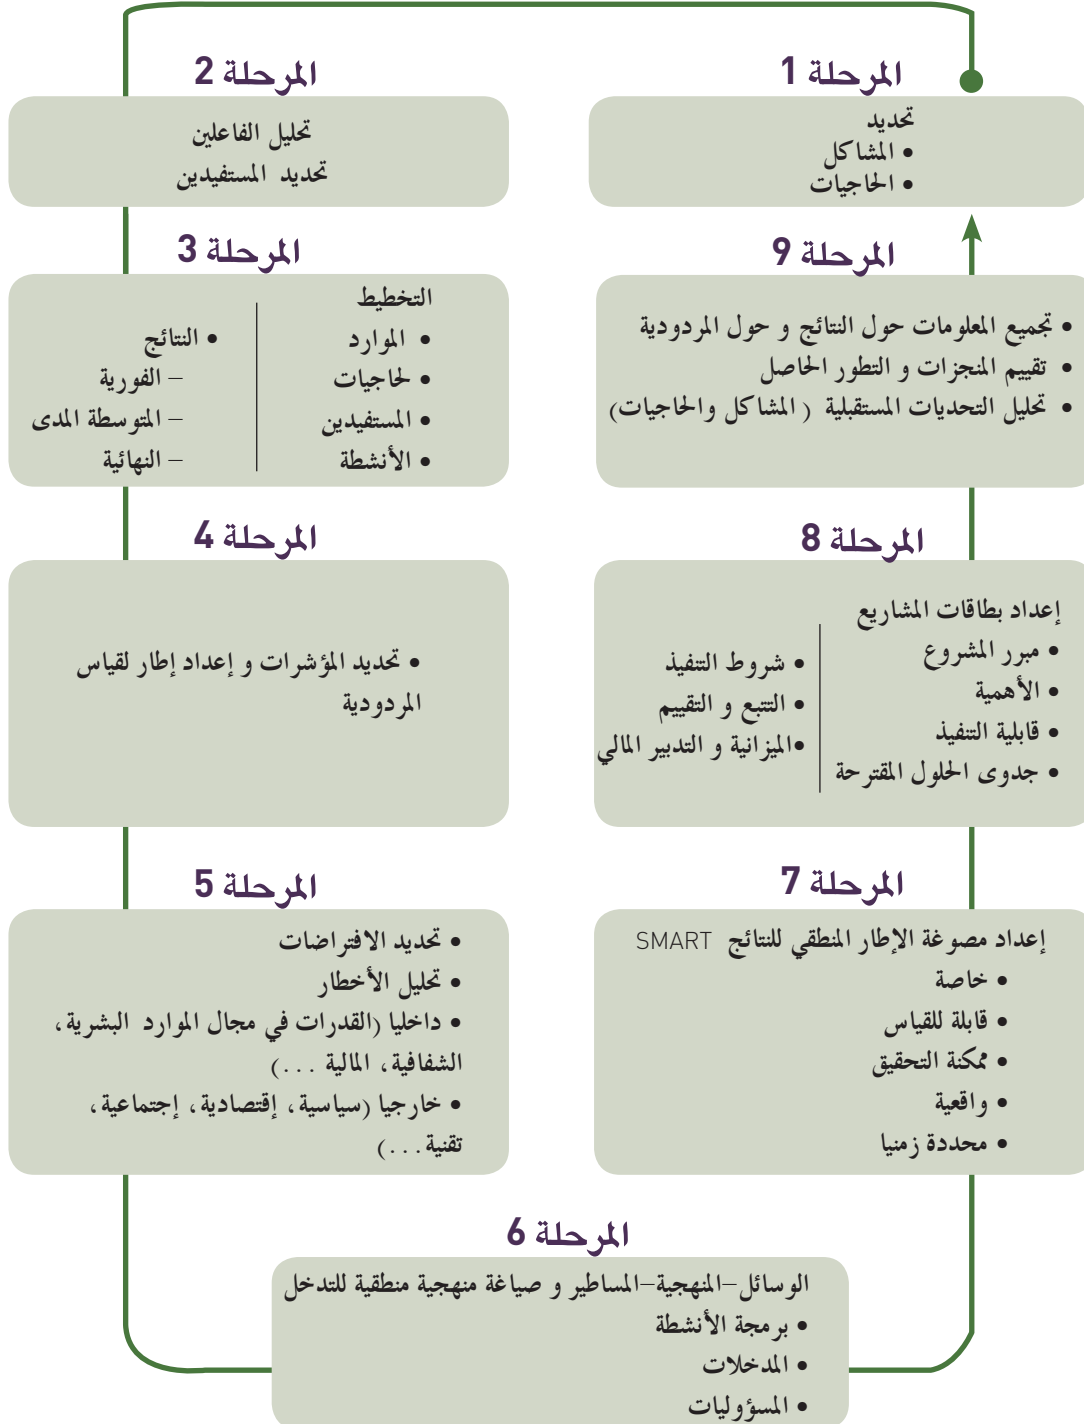 المرحلة 1
تحديد
• المشاكل
• الحاجيات
المرحلة 2
تحليل الفاعلين
تحديد المستفيدين
المرحلة 3
التخطيط
• الموارد
• لحاجيات
• المستفيدين
• الأنشطة
• النتائج
– الفورية
– المتوسطة المدى
– النهائية
المرحلة 4
• تحديد المؤشرات و إعداد إطار لقياس
المردودية
المرحلة 5
• تحديد الافتراضات
• تحليل الأخطار
• داخليا (القدرات في مجال الموارد البشرية،
الشفافية، المالية ...)
• خارجيا (سياسية، إقتصادية، إجتماعية،
تقنية...)
المرحلة 6
الوسائل–المنهجية–المساطير و صياغة منهجية منطقية للتدخل
• برمجة الأنشطة
• المدخلات
• المسؤوليات
المرحلة 7
إعداد مصوغة الإطار المنطقي للنتائج SMART
• خاصة
• قابلة للقياس
• ممكنة التحقيق
• واقعية
• محددة زمنيا
المرحلة 8
إعداد بطاقات المشاريع
• مبرر المشروع
• الأهمية
• قابلية التنفيذ
• جدوى الحلول المقترحة
• شروط التنفيذ
• التتبع و التقييم
•الميزانية و التدبير المالي
المرحلة 9
• تجميع المعلومات حول النتائج و حول المردودية
• تقييم المنجزات و التطور الحاصل
• تحليل التحديات المستقبلية ( المشاكل والحاجيات)